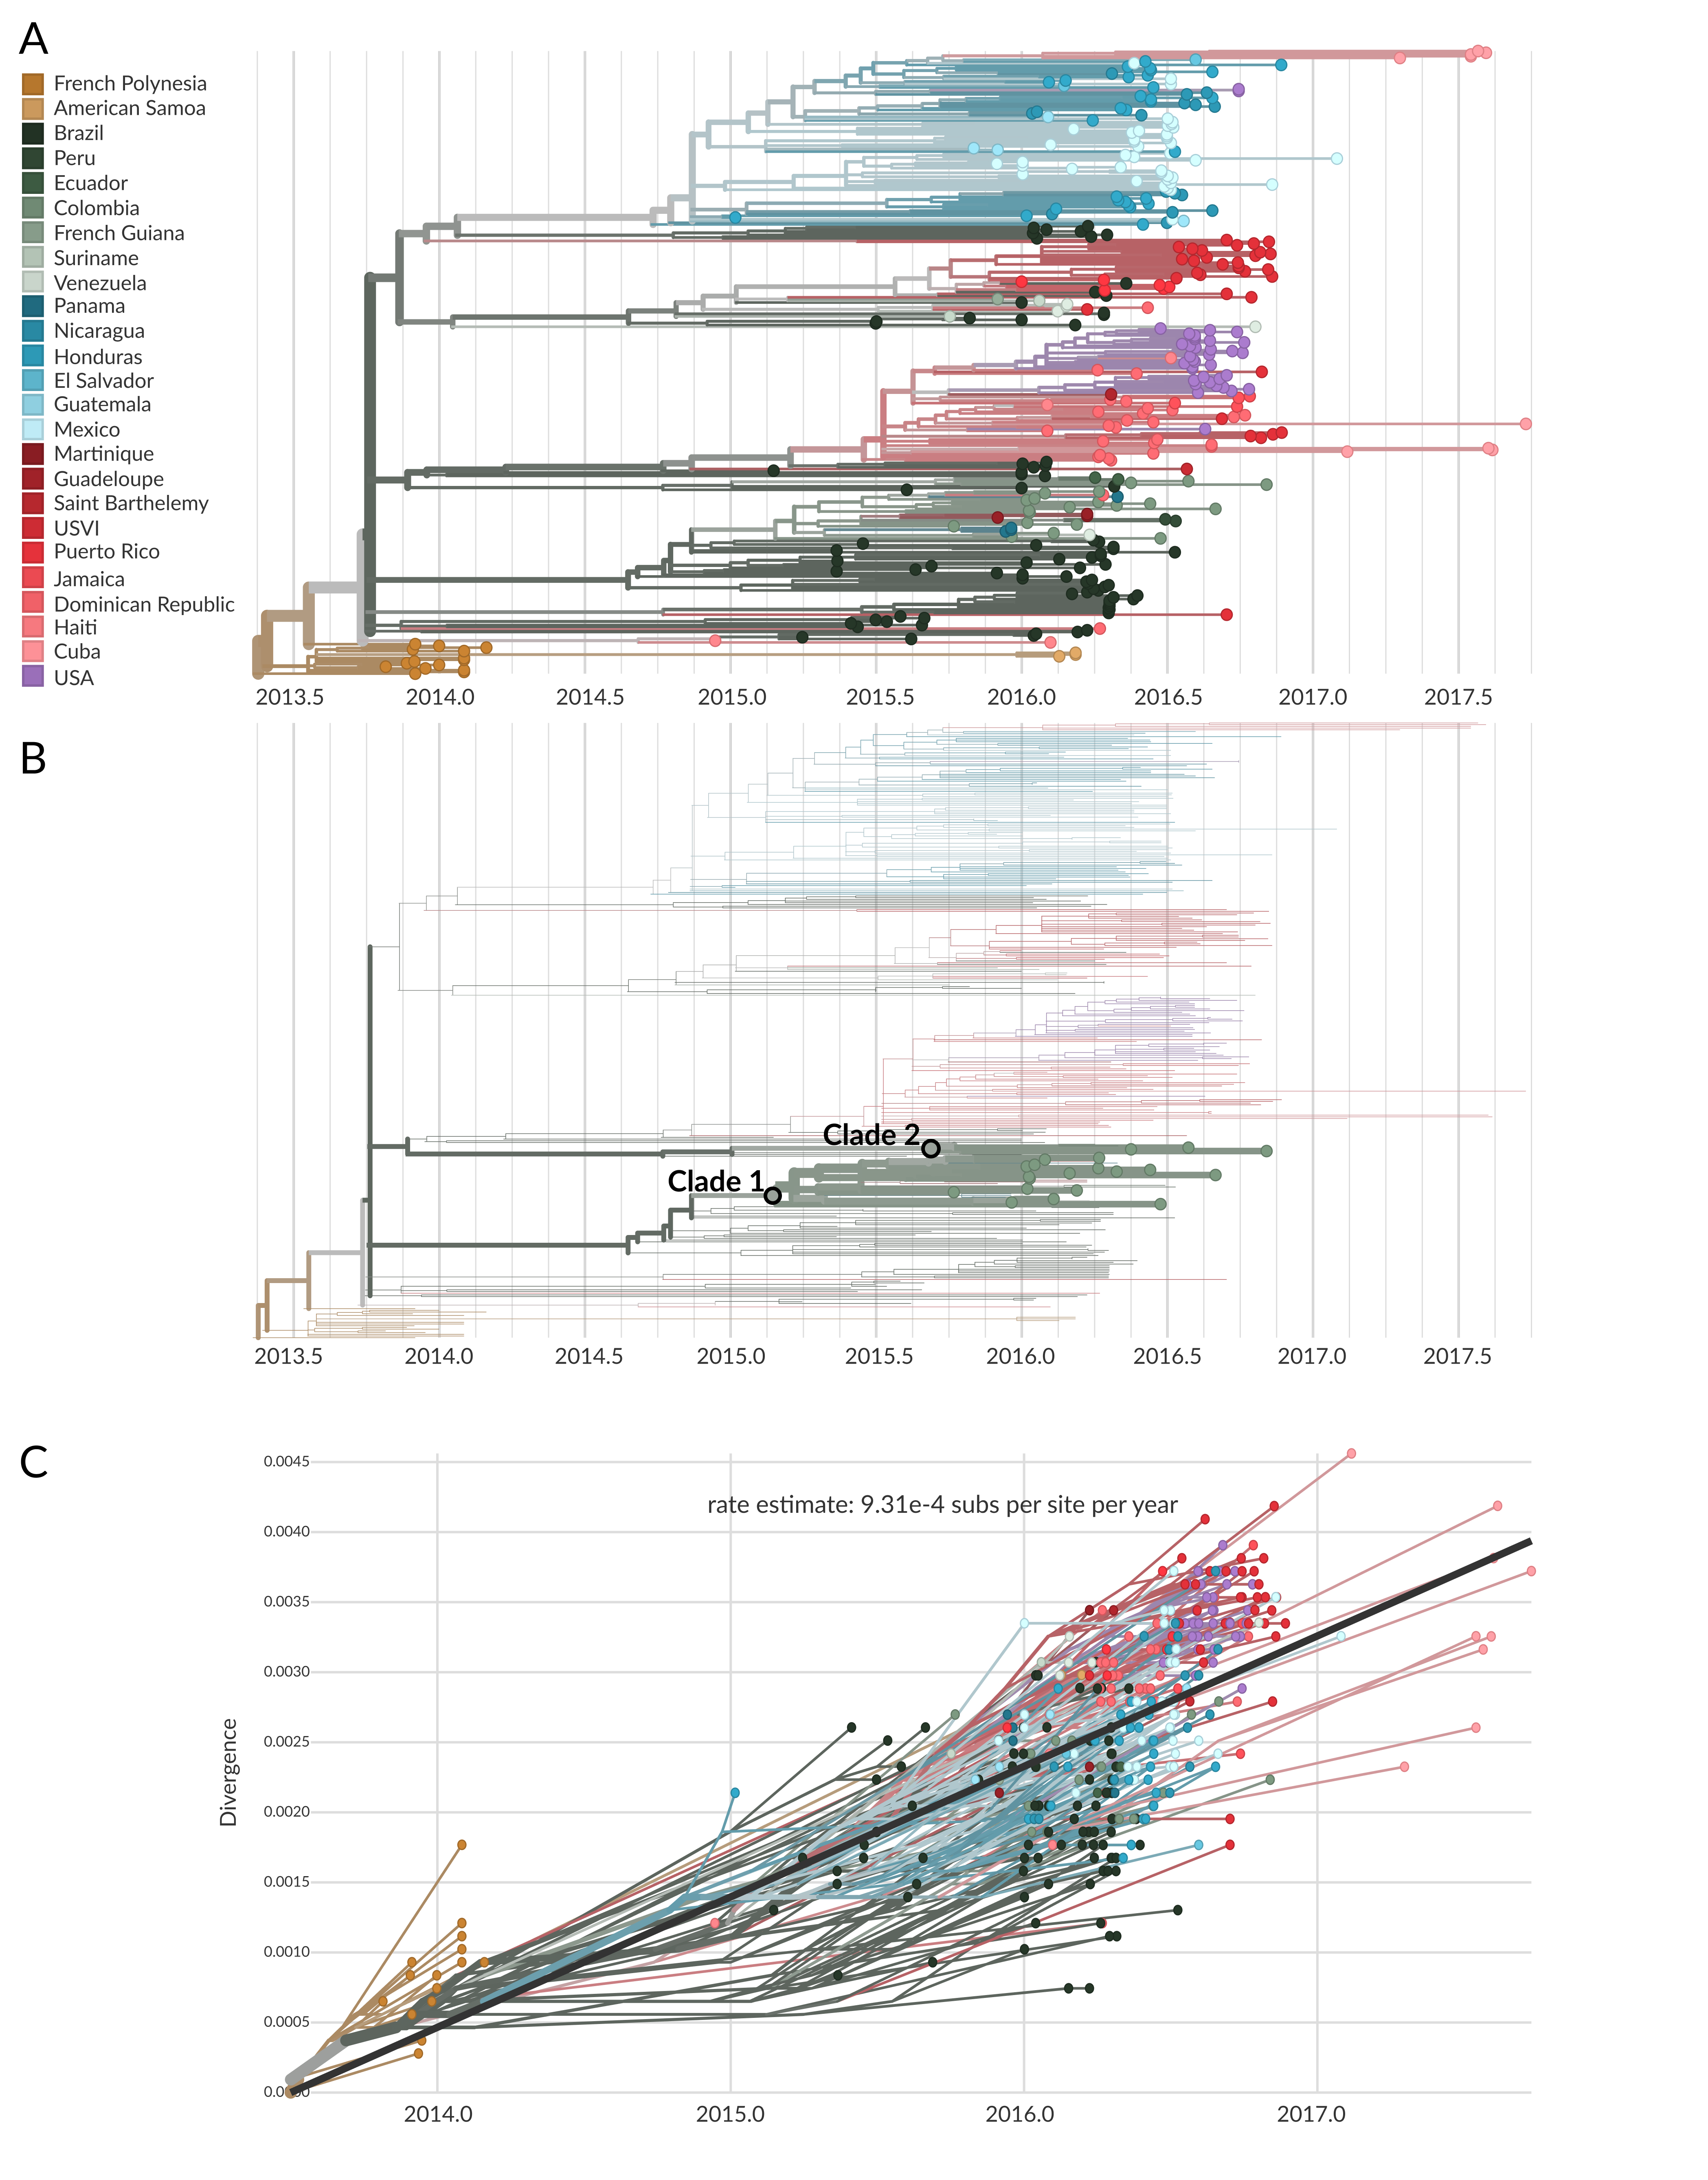 A
French Polynesia
American Samoa
Brazil
Peru
Ecuador
Colombia
French Guiana
Suriname
Venezuela
Panama
Nicaragua
Honduras
El Salvador
Guatemala
Mexico
Martinique
Guadeloupe
Saint Barthelemy
USVI
Puerto Rico
Jamaica
Dominican Republic
Haiti
Cuba
USA
2013.5 2014.0 2014.5 2015.0 2015.5 2016.0 2016.5 2017.0 2017.5
B
Clade 2
Clade 1
2013.5 2014.0 2014.5 2015.0 2015.5 2016.0 2016.5 2017.0 2017.5
C
rate estimate: 9.31e-4 subs per site per year
Divergence
0.0045
0.0040
0.0035
0.0030
0.0025
0.0020
0.0015
0.0010
0.0005
2014.0 2015.0 2016.0 2017.0